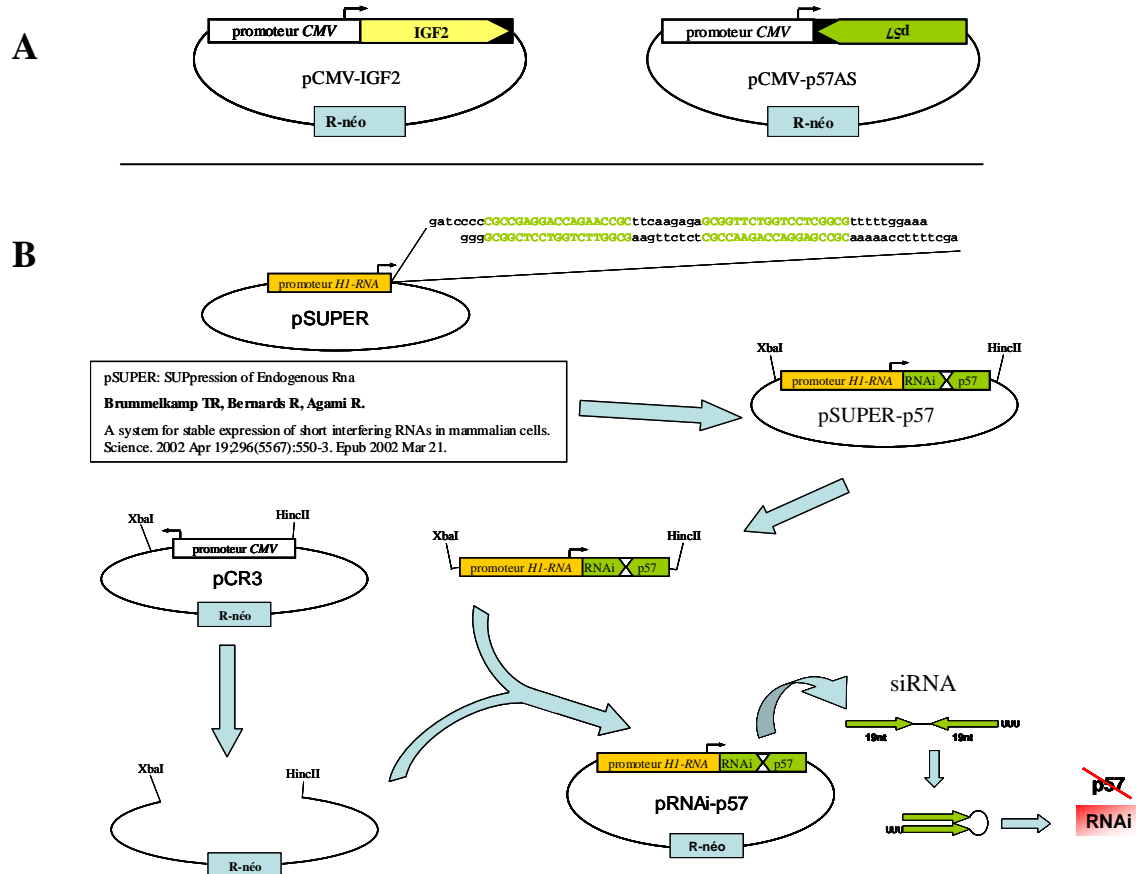 A
promoteur CMV
IGF2
pCMV-IGF2
R-néo
promoteur CMV
p57
pCMV-p57AS
R-néo
B
gatccccCGCCGAGGACCAGAACCGCttcaagagaGCGGTTCTGGTCCTCGGCGtttttggaaa
gggGCGGCTCCTGGTCTTGGCGaagttctctCGCCAAGACCAGGAGCCGCaaaaaccttttcga
promoteur H1-RNA
pSUPER
pSUPER: SUPpression of Endogenous Rna
Brummelkamp TR, Bernards R, Agami R.
A system for stable expression of short interfering RNAs in mammalian cells.
Science. 2002 Apr 19;296(5567):550-3. Epub 2002 Mar 21.
XbaI
HincII
promoteur H1-RNA
RNAi
p57
pSUPER-p57
XbaI
HincII
promoteur CMV
pCR3
R-néo
XbaI
HincII
promoteur H1-RNA
RNAi
p57
XbaI
HincII
R-néo
promoteur H1-RNA
RNAi
p57
pRNAi-p57
R-néo
siRNA
UUU
19nt
19nt
UUU
p57
RNAi